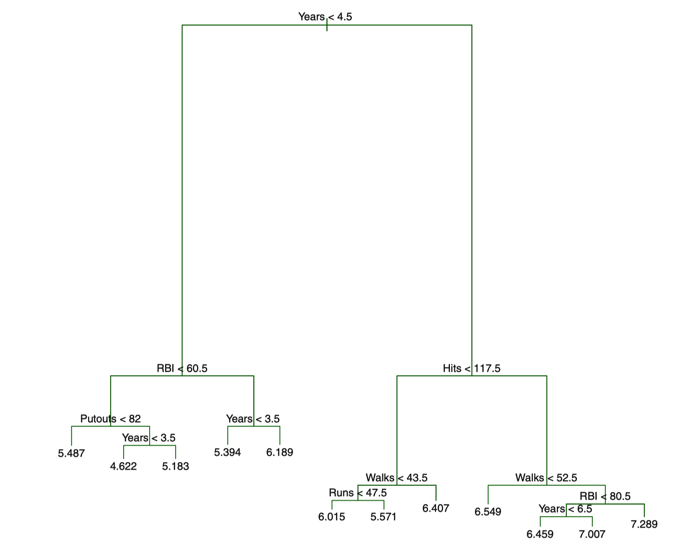 Years < 4.5
RBI < 60.5
Hits < 117.5
Putouts < 82
Years < 3.5
Years < 3.5
5.487
4.622
5.183
5.394
6.189
Walks < 43.5
Walks < 52.5
Runs < 47.5
RBI < 80.5
6.015
5.571
6.407
6.549
Years < 6.5
6.459
7.007
7.289